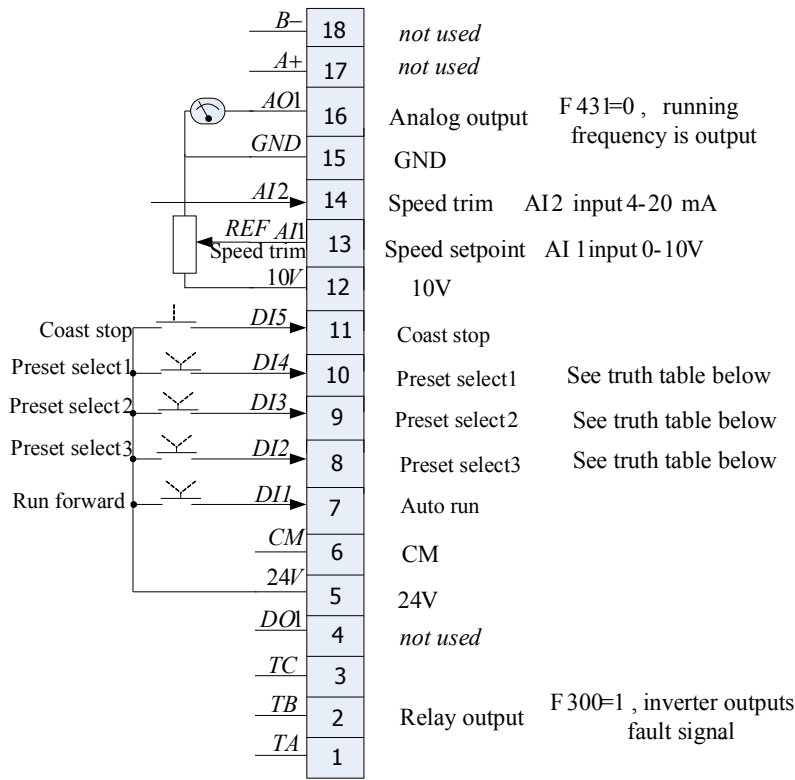 B– 18 not used
A+ 17 not used
AO1 16 Analog output F431=0 , running
frequency is output
GND 15 GND
AI2 14 Speed trim AI2 input 4-20 mA
REF AI1 13 Speed setpoint AI 1input 0-10V
Speed trim
10V 12 10V
Coast stop DI5 11 Coast stop
Preset select1 DI4 10 Preset select1 See truth table below
Preset select2 DI3 9 Preset select2 See truth table below
Preset select3 DI2 8 Preset select3 See truth table below
Run forward DI1 7 Auto run
CM 6 CM
24V 5 24V
DO1 4 not used
TC 3
TB 2 Relay output F300=1 , inverter outputs
fault signal
TA 1